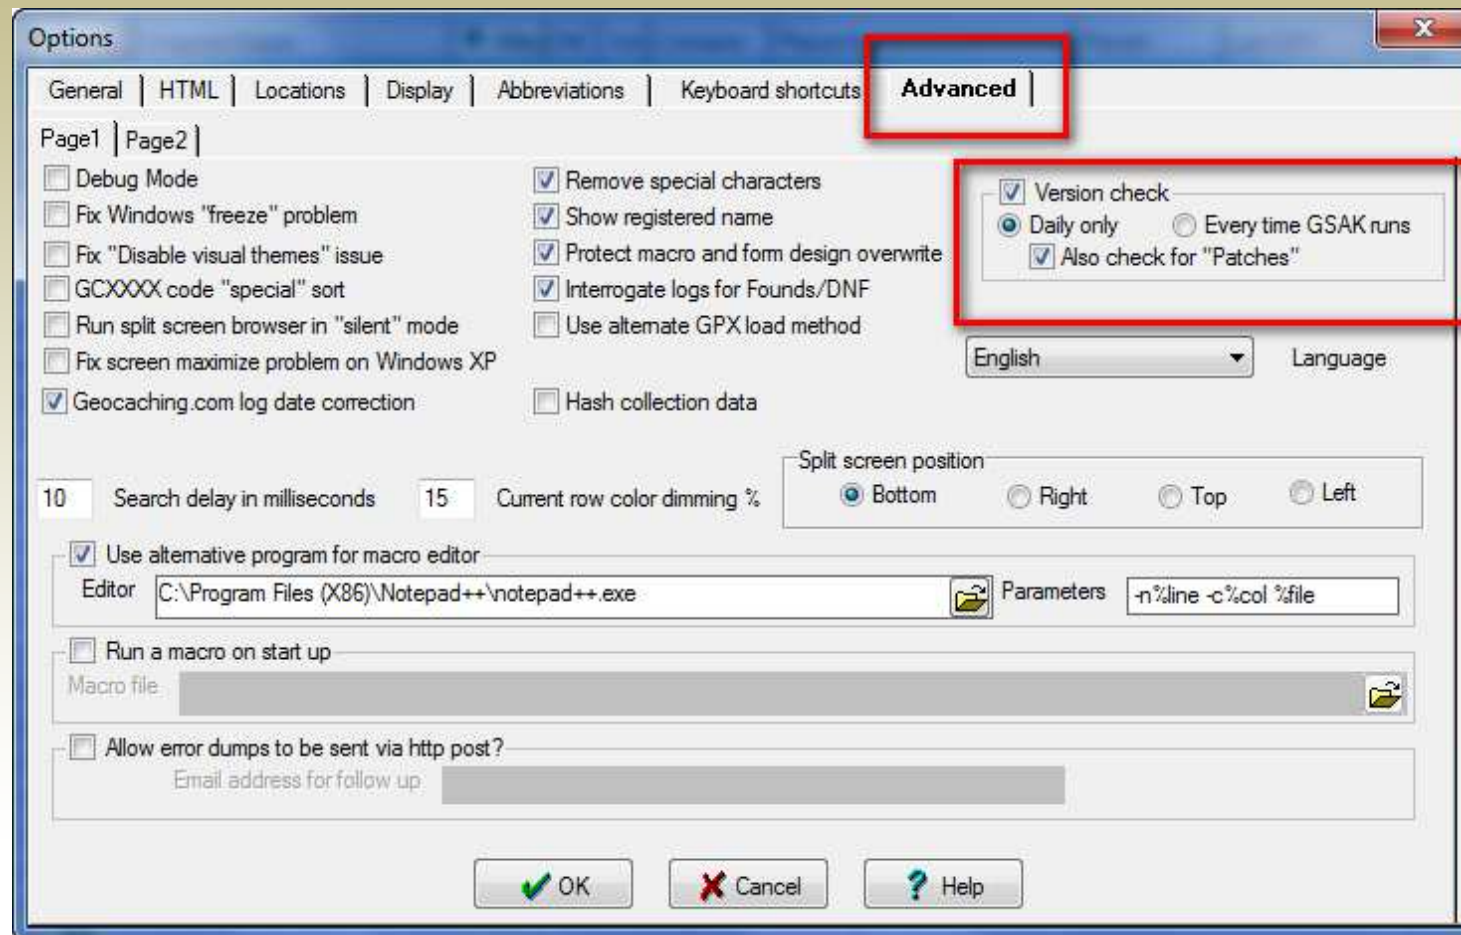 Options
General HTML Locations Display Abbreviations Keyboard shortcuts Advanced
Page1 Page2
Debug Mode
Fix Windows "freeze" problem
Fix "Disable visual themes" issue
GCXXXX code "special" sort
Run split screen browser in "silent" mode
Fix screen maximize problem on Windows XP
Geocaching.com log date correction
Remove special characters
Show registered name
Protect macro and form design overwrite
Interrogate logs for Founds/DNF
Use alternate GPX load method
Hash collection data
Version check
Daily only Every time GSAK runs
Also check for "Patches"
English Language
10 Search delay in milliseconds 15 Current row color dimming %
Split screen position
Bottom Right Top Left
Use alternative program for macro editor
Editor C:\Program Files (X86)\Notepad++\notepad++.exe Parameters -n%line -c%col %file
Run a macro on start up
Macro file
Allow error dumps to be sent via http post?
Email address for follow up
OK Cancel Help